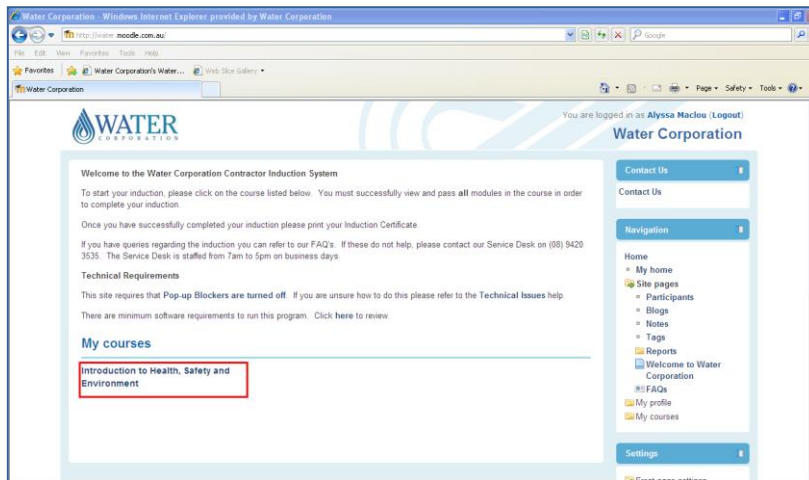 Water Corporation - Windows Internet Explorer provided by Water Corporation
http://water.moodle.com.au/
Google
File Edit View Favorites Tools Help
Favorites Water Corporation's Water... Web Slice Gallery
Water Corporation
Page Safety Tools
You are logged in as Alyssa Maclou (Logout)
WATER
CORPORATION
Water Corporation
Welcome to the Water Corporation Contractor Induction System
To start your induction, please click on the course listed below. You must successfully view and pass all modules in the course in order
to complete your induction.
Once you have successfully completed your induction please print your Induction Certificate.
If you have queries regarding the induction you can refer to our FAQ's. If these do not help, please contact our Service Desk on (08) 9420
3535. The Service Desk is staffed from 7am to 5pm on business days.
Technical Requirements
This site requires that Pop-up Blockers are turned off. If you are unsure how to do this please refer to the Technical Issues help.
There are minimum software requirements to run this program. Click here to review.
My courses
Introduction to Health, Safety and
Environment
Contact Us
Contact Us
Navigation
Home
My home
Site pages
Participants
Blogs
Notes
Tags
Reports
Welcome to Water
Corporation
FAQs
My profile
My courses
Settings
Front page settings